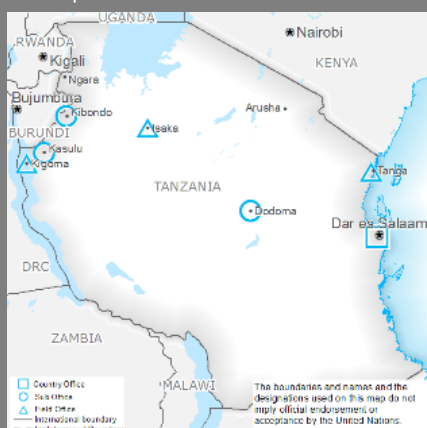 UGANDA
Nairobi
RWANDA
Kigali
KENYA
Ngara
Bujumbura
Kibondo
Arusha
Isaka
BURUNDI
Kasulu
Kigoma
Tanga
TANZANIA
Dodoma
Dar es Salaam
DRC
ZAMBIA
MALAWI
Country Office
Sub Office
Field Office
International boundary
The boundaries and names and the
designations used on this map do not
imply official endorsement or
acceptance by the United Nations.